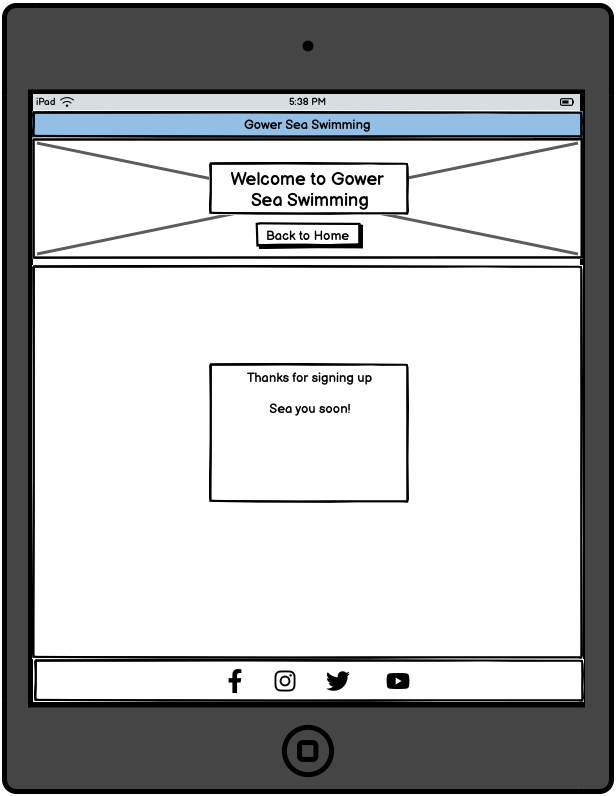 iPad 5:38 PM
Gower Sea Swimming
Welcome to Gower
Sea Swimming
Back to Home
Thanks for signing up
Sea you soon!